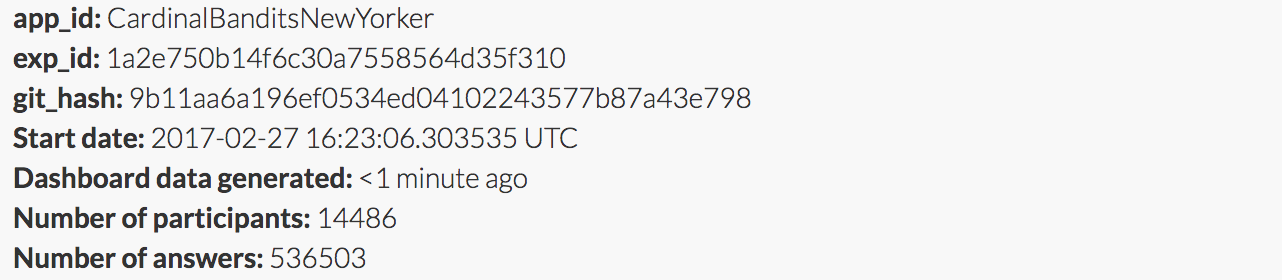 app_id: CardinalBanditsNewYorker
exp_id: 1a2e750b14f6c30a7558564d35f310
git_hash: 9b11aa6a196ef0534ed04102243577b87a43e798
Start date: 2017-02-27 16:23:06.303535 UTC
Dashboard data generated: <1 minute ago
Number of participants: 14486
Number of answers: 536503